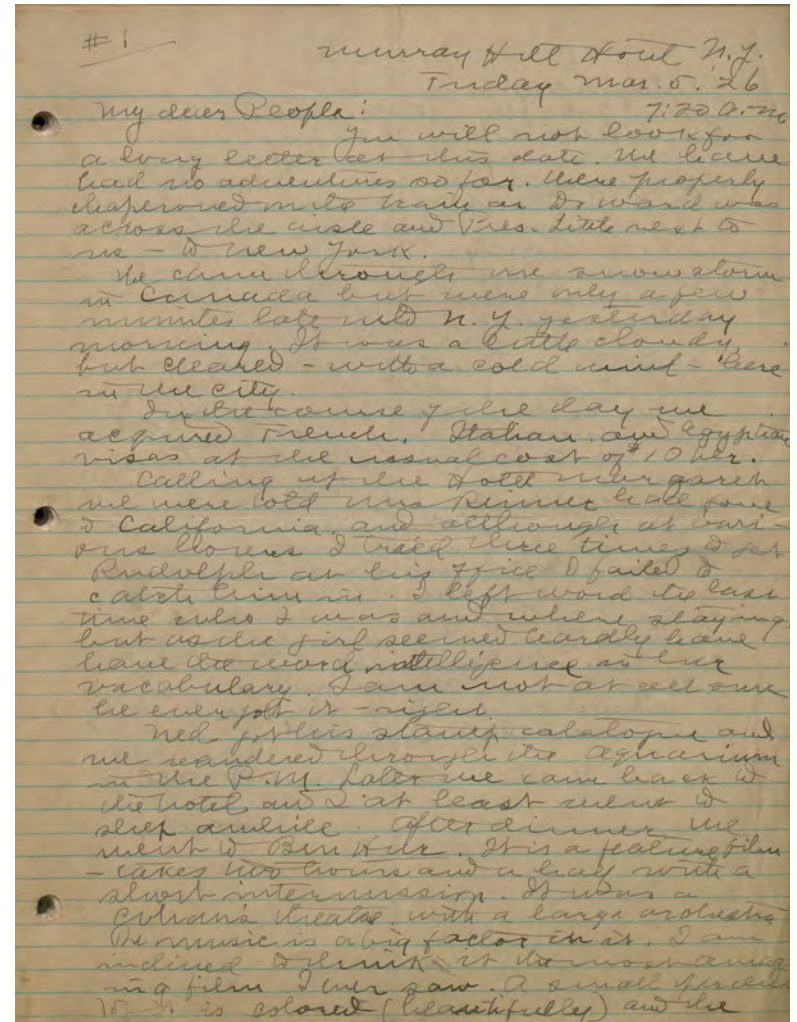 #1
Murray Hill Hotel N.Y.
Friday Mar. 5. '26
7:20 a.m.
My dear People:
You will not look for
a long letter at this date. We have
had no adventures so far. Were properly
chaperoned on the train as Dr Ward was
across the aisle and Pres. Little next to
us – to New York.
We came through one snow storm
in Canada but were only a few
minutes late into N.Y. yesterday
morning. It was a little cloudy
but cleared – with a cold wind – here
in the city.
In the course of the day we
acquired French, Italian and Egyptian
visas at the usual cost of $10 per.
Calling up the Hotel Margaret
we were told Mrs had gone
to California, and although at vari-
ous hours I tried three times to get
Rudolph at his office I failed to
catch him in. I left word the last
time who I was and where staying,
but as the girl seemed hardly have
have the word intelligence in her
vocabulary, I am not at all sure
he ever got it – right.
Ned got his stamp catalogue and
we wandered through the aquarium
in the P.M. Later we came back to
the hotel and I at least went to
sleep awhile. After dinner we
went to Ben Hur. It is a feature film
– takes two hours and a half with a
short intermission. It was a
theatre with a large orchestra
The music is a big factor in it. I am
inclined to think it the most amaz-
ing film I ever saw. A small
of it is colored (beautifully) and the